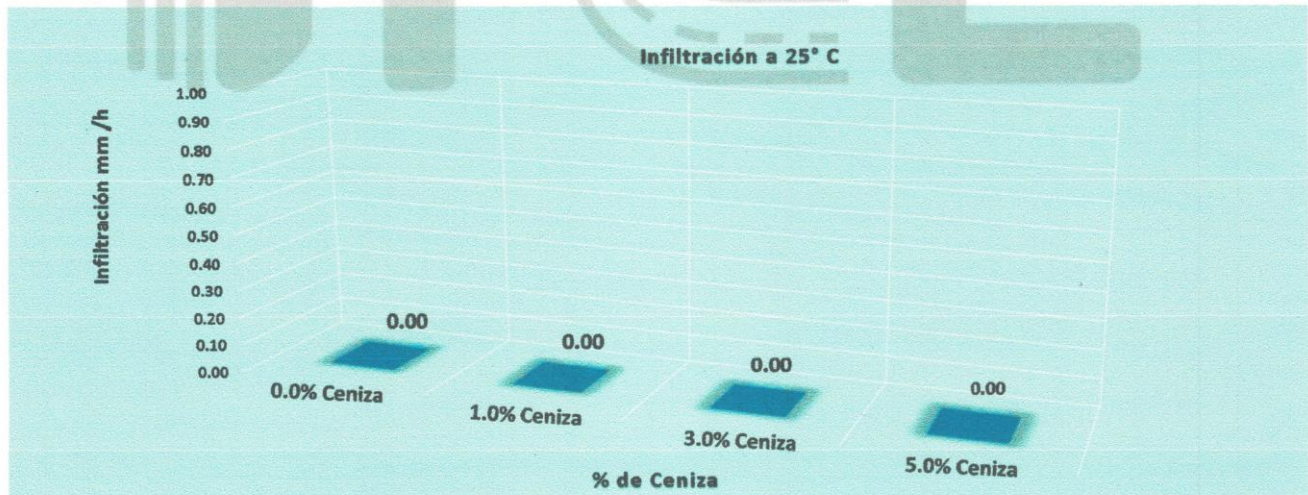 Infiltración a 25° C
Infiltración mm /h
1.00
0.90
0.80
0.70
0.60
0.50
0.40
0.30
0.20
0.10
0.00
0.00
0.00
0.00
0.00
0.0% Ceniza
1.0% Ceniza
3.0% Ceniza
5.0% Ceniza
% de Ceniza